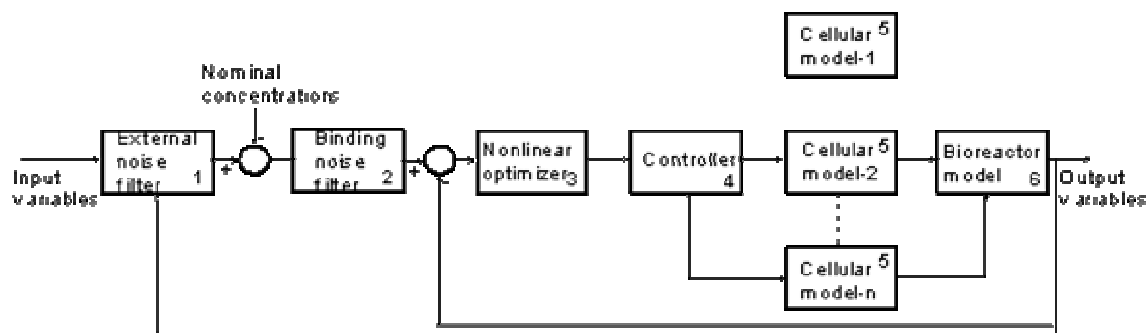 Cellular 5
model-1
Nominal
concentrations
External
noise
filter 1
Binding
noise
filter 2
Nonlinear
optimizer 3
Controller
4
Cellular 5
model-2
Bioreactor
model 6
Input
variables
+
-
+
-
Output
variables
Cellular 5
model-n